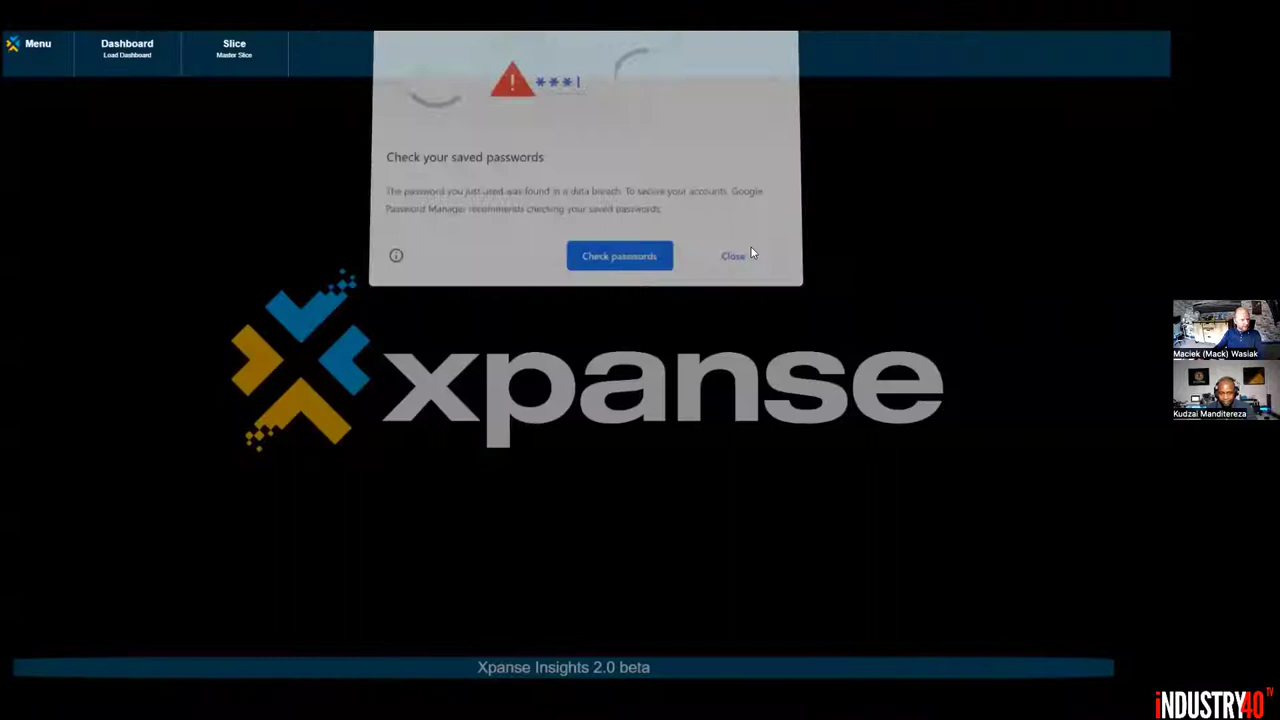 Menu
Dashboard
Load Dashboard
Slice
Master Slice
***|
Check your saved passwords
The password you just used was found in a data breach. To secure your accounts, Google
Password Manager recommends checking your saved passwords.
Check passwords
Close
xpanse
Maciek (Mack) Wasiak
Kudzai Manditereza
Xpanse Insights 2.0 beta
iNDUSTRY40
TV